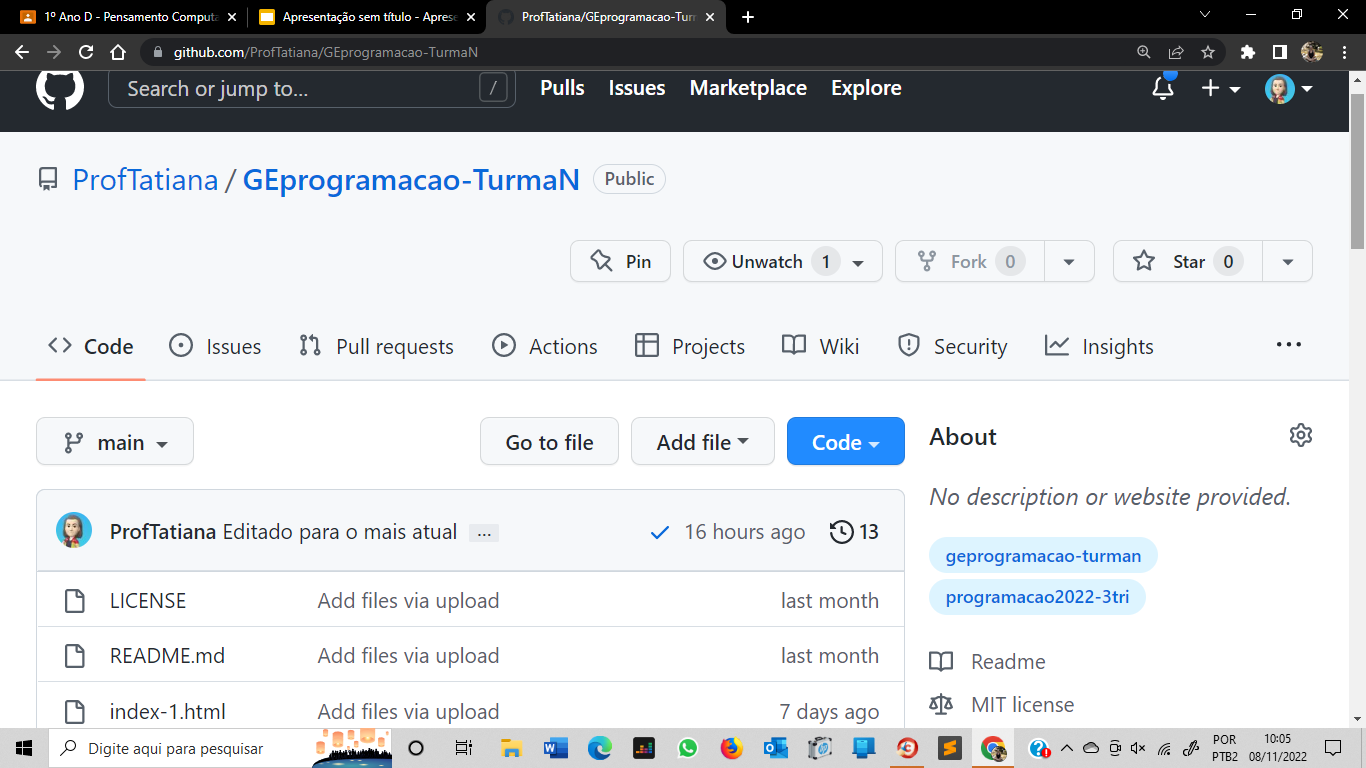 1º Ano D - Pensamento Computa
Apresentação sem título - Aprese
ProfTatiana/GEprogramacao-Turm
github.com/ProfTatiana/GEprogramacao-TurmaN
Search or jump to...
/
Pulls Issues Marketplace Explore
ProfTatiana / GEprogramacao-TurmaN Public
Pin Unwatch 1 Fork 0 Star 0
<> Code Issues Pull requests Actions Projects Wiki Security Insights ...
main Go to file Add file Code
About
No description or website provided.
ProfTatiana Editado para o mais atual ... 16 hours ago 13
geprogramacao-turman
programacao2022-3tri
LICENSE Add files via upload last month
README.md Add files via upload last month
index-1.html Add files via upload 7 days ago
Readme
MIT license
Digite aqui para pesquisar
POR
PTB2
10:05
08/11/2022